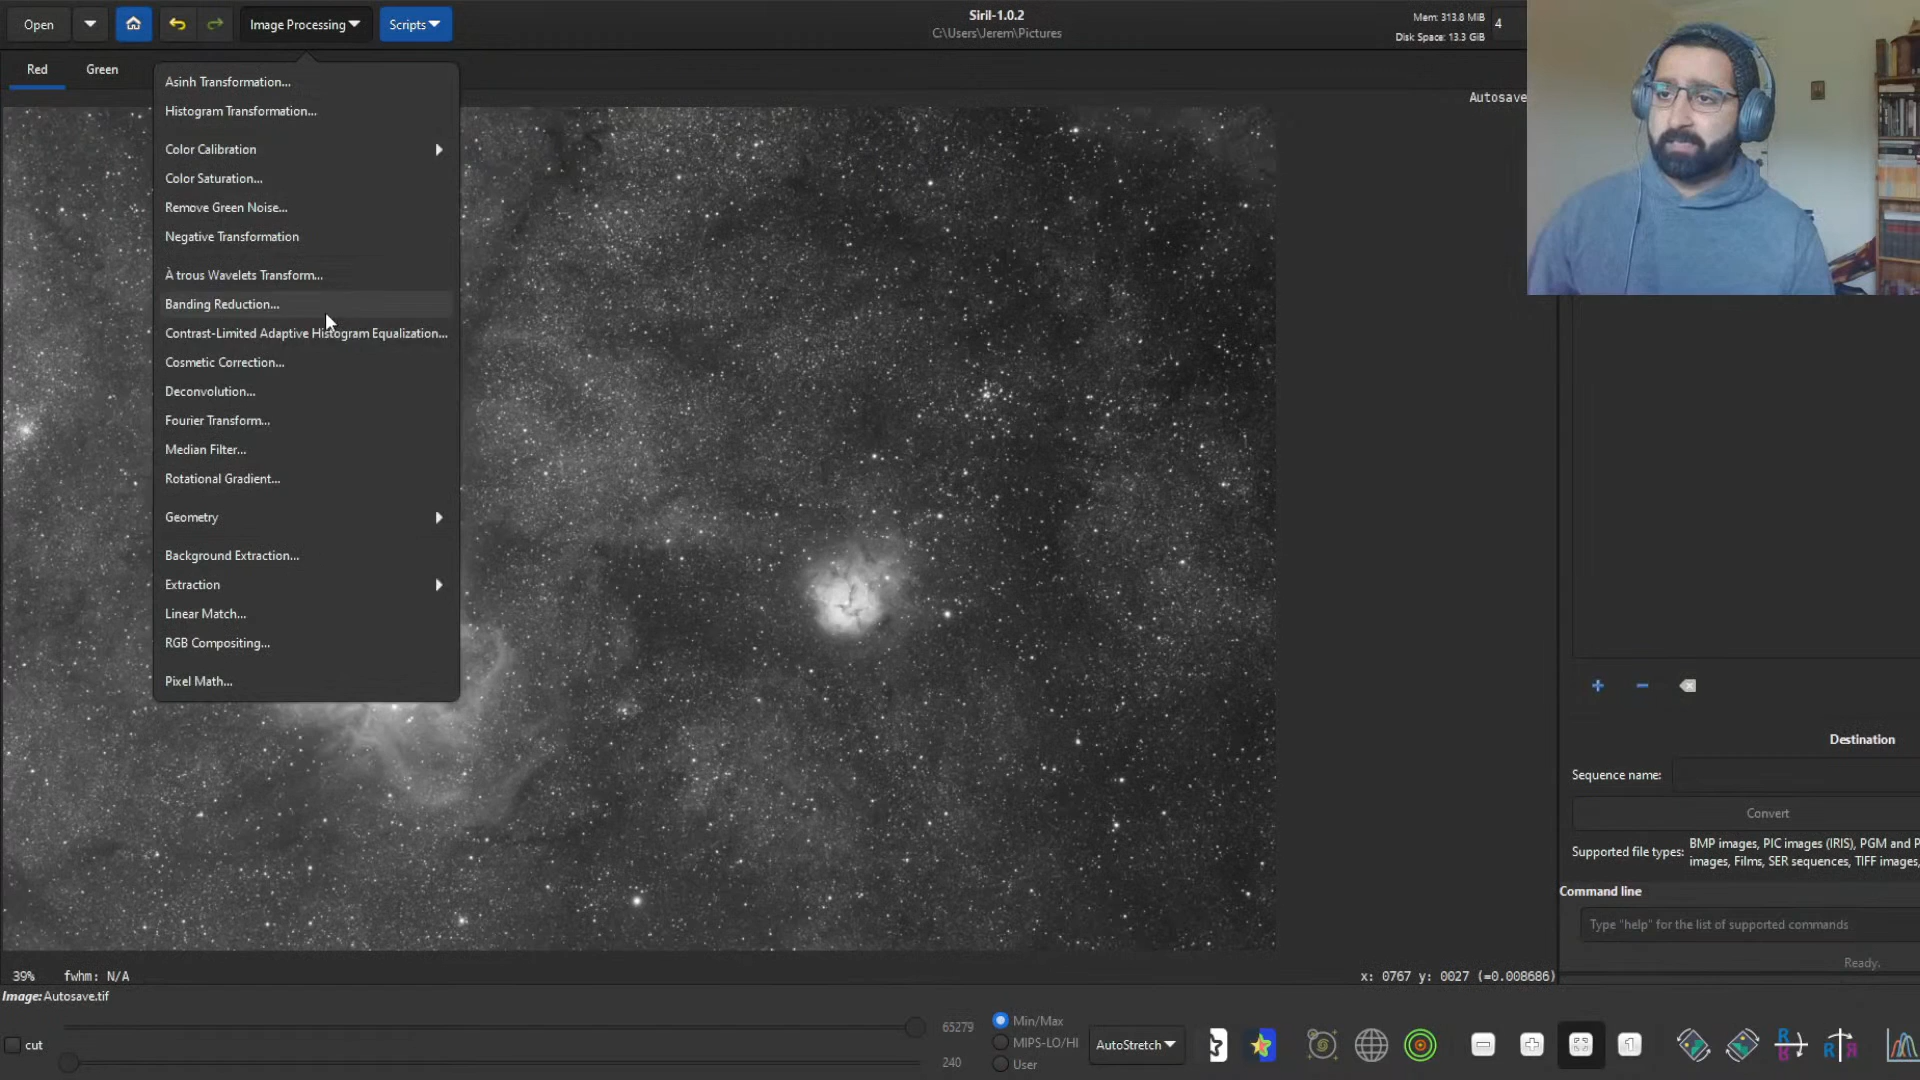 Open
Image Processing
Scripts
Siril-1.0.2
C:\Users\Jerem\Pictures
Mem: 313.8 MiB
Disk Space: 13.3 GiB
4
Red
Green
Autosave
Asinh Transformation...
Histogram Transformation...
Color Calibration
Color Saturation...
Remove Green Noise...
Negative Transformation
À trous Wavelets Transform...
Banding Reduction...
Contrast-Limited Adaptive Histogram Equalization...
Cosmetic Correction...
Deconvolution...
Fourier Transform...
Median Filter...
Rotational Gradient...
Geometry
Background Extraction...
Extraction
Linear Match...
RGB Compositing...
Pixel Math...
Destination
Sequence name:
Convert
Supported file types:
BMP images, PIC images (IRIS), PGM and P
images, Films, SER sequences, TIFF images,
Command line
Type "help" for the list of supported commands
Ready.
39%
fwhm: N/A
x: 0767 y: 0027 (=0.008686)
Image: Autosave.tif
cut
65279
240
Min/Max
MIPS-LO/HI
User
AutoStretch
1
R
R
R R